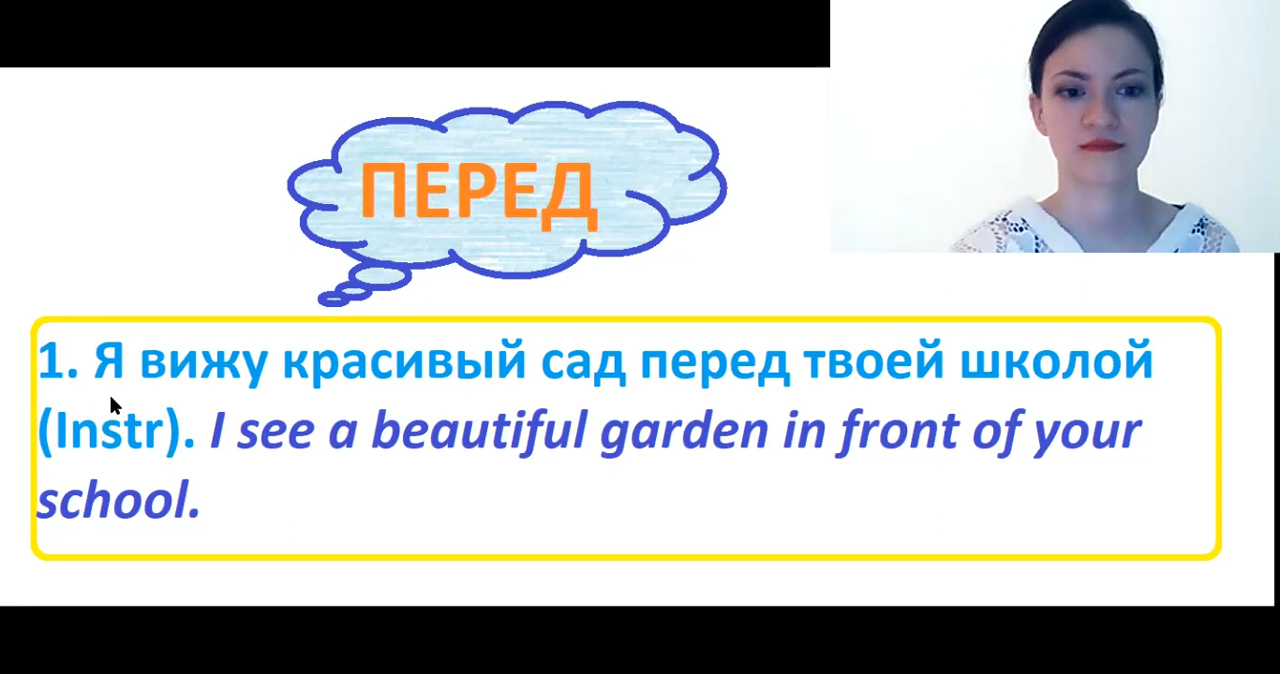 ПЕРЕД
1. Я вижу красивый сад перед твоей школой
(Instr). I see a beautiful garden in front of your
school.